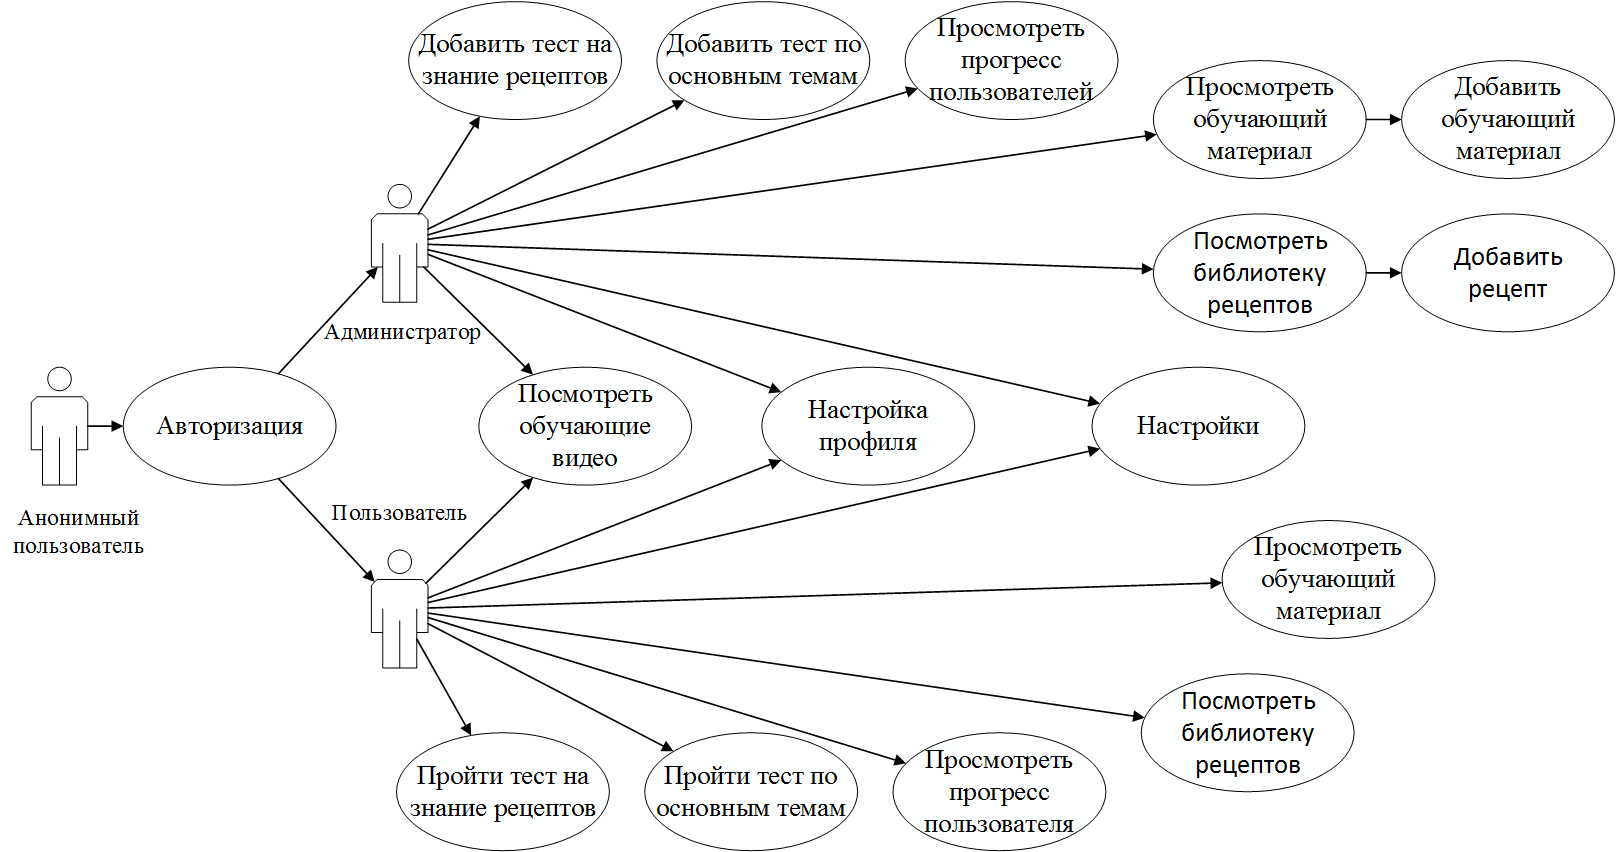 Добавить тест на
знание рецептов
Добавить тест по
основным темам
Просмотреть
прогресс
пользователей
Просмотреть
обучающий
материал
Добавить
обучающий
материал
Посмотреть
библиотеку
рецептов
Добавить
рецепт
Администратор
Авторизация
Посмотреть
обучающие
видео
Настройка
профиля
Настройки
Анонимный
пользователь
Пользователь
Просмотреть
обучающий
материал
Посмотреть
библиотеку
рецептов
Пройти тест на
знание рецептов
Пройти тест по
основным темам
Просмотреть
прогресс
пользователя